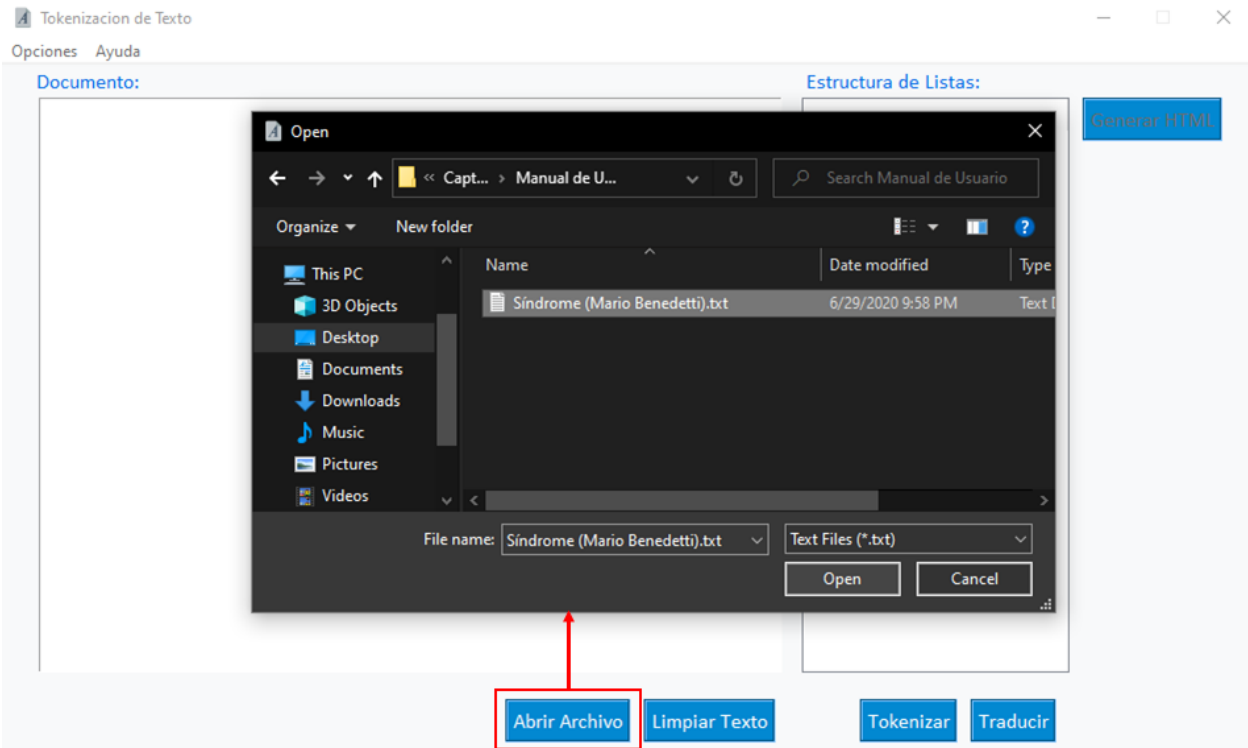 Tokenizacion de Texto
Opciones Ayuda
Documento:
Estructura de Listas:
Generar HTML
Open
« Capt... › Manual de U...
Search Manual de Usuario
Organize
New folder
Name
Date modified
Type
This PC
3D Objects
Desktop
Documents
Downloads
Music
Pictures
Videos
Síndrome (Mario Benedetti).txt
6/29/2020 9:58 PM
Text
File name:
Síndrome (Mario Benedetti).txt
Text Files (*.txt)
Open
Cancel
Abrir Archivo
Limpiar Texto
Tokenizar
Traducir